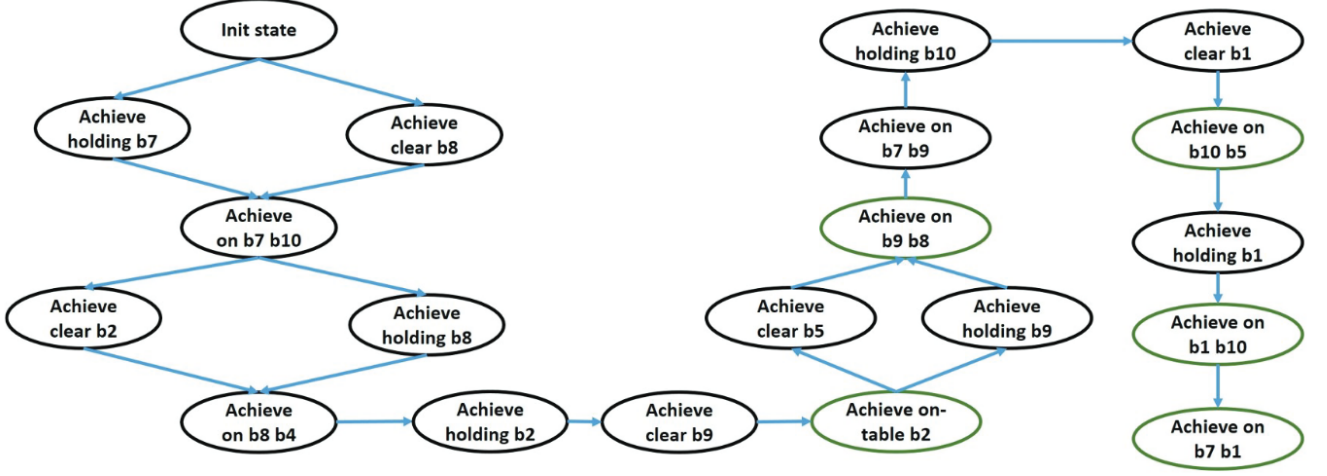 Init state
Achieve
holding b7
Achieve
clear b8
Achieve
on b7 b10
Achieve
clear b2
Achieve
holding b8
Achieve
on b8 b4
Achieve
holding b2
Achieve
clear b9
Achieve on-
table b2
Achieve
clear b5
Achieve
holding b9
Achieve on
b9 b8
Achieve on
b7 b9
Achieve
holding b10
Achieve
clear b1
Achieve on
b10 b5
Achieve
holding b1
Achieve on
b1 b10
Achieve on
b7 b1